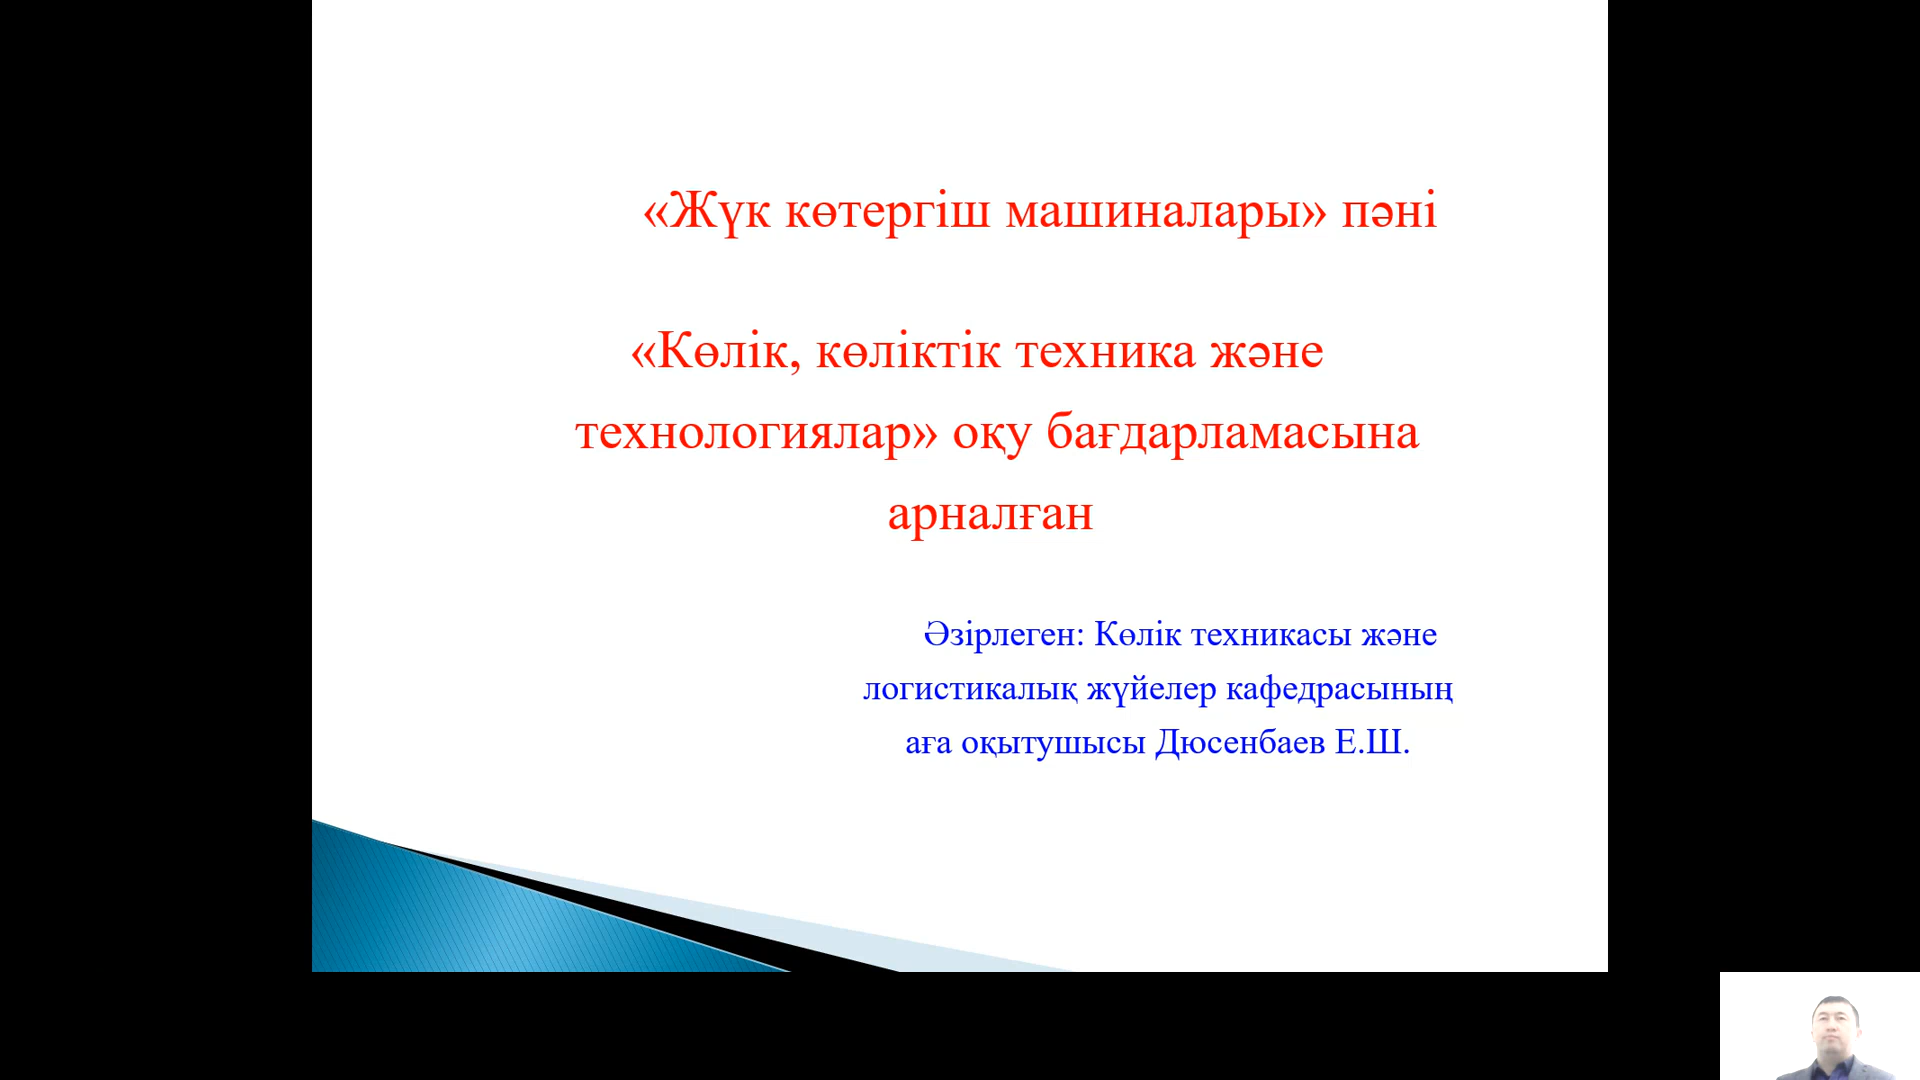 «Жүк көтергіш машиналары» пәні
«Көлік, көліктік техника және
технологиялар» оқу бағдарламасына
арналған
Әзірлеген: Көлік техникасы және
логистикалық жүйелер кафедрасының
аға оқытушысы Дюсенбаев Е.Ш.